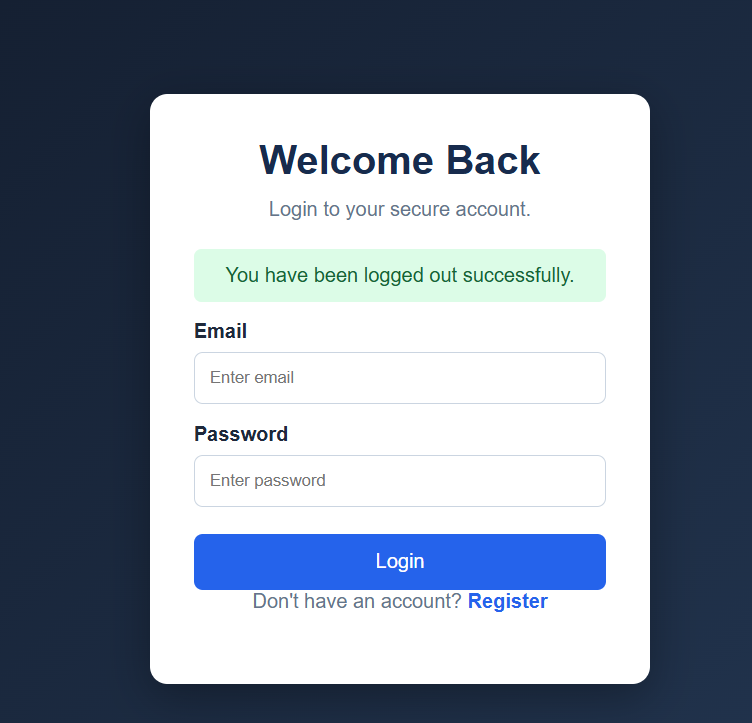 Welcome Back
Login to your secure account.
You have been logged out successfully.
Email
Enter email
Password
Enter password
Login
Don't have an account? Register